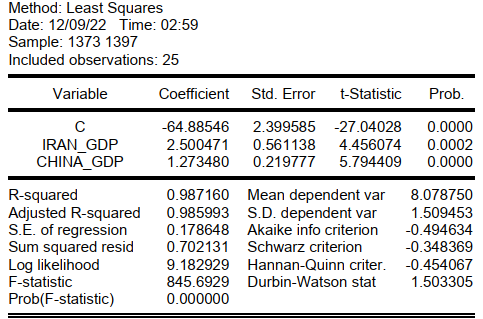 Method: Least Squares
Date: 12/09/22 Time: 02:59
Sample: 1373 1397
Included observations: 25
Variable Coefficient Std. Error t-Statistic Prob.
C -64.88546 2.399585 -27.04028 0.0000
IRAN_GDP 2.500471 0.561138 4.456074 0.0002
CHINA_GDP 1.273480 0.219777 5.794409 0.0000
R-squared 0.987160 Mean dependent var 8.078750
Adjusted R-squared 0.985993 S.D. dependent var 1.509453
S.E. of regression 0.178648 Akaike info criterion -0.494634
Sum squared resid 0.702131 Schwarz criterion -0.348369
Log likelihood 9.182929 Hannan-Quinn criter. -0.454067
F-statistic 845.6929 Durbin-Watson stat 1.503305
Prob(F-statistic) 0.000000